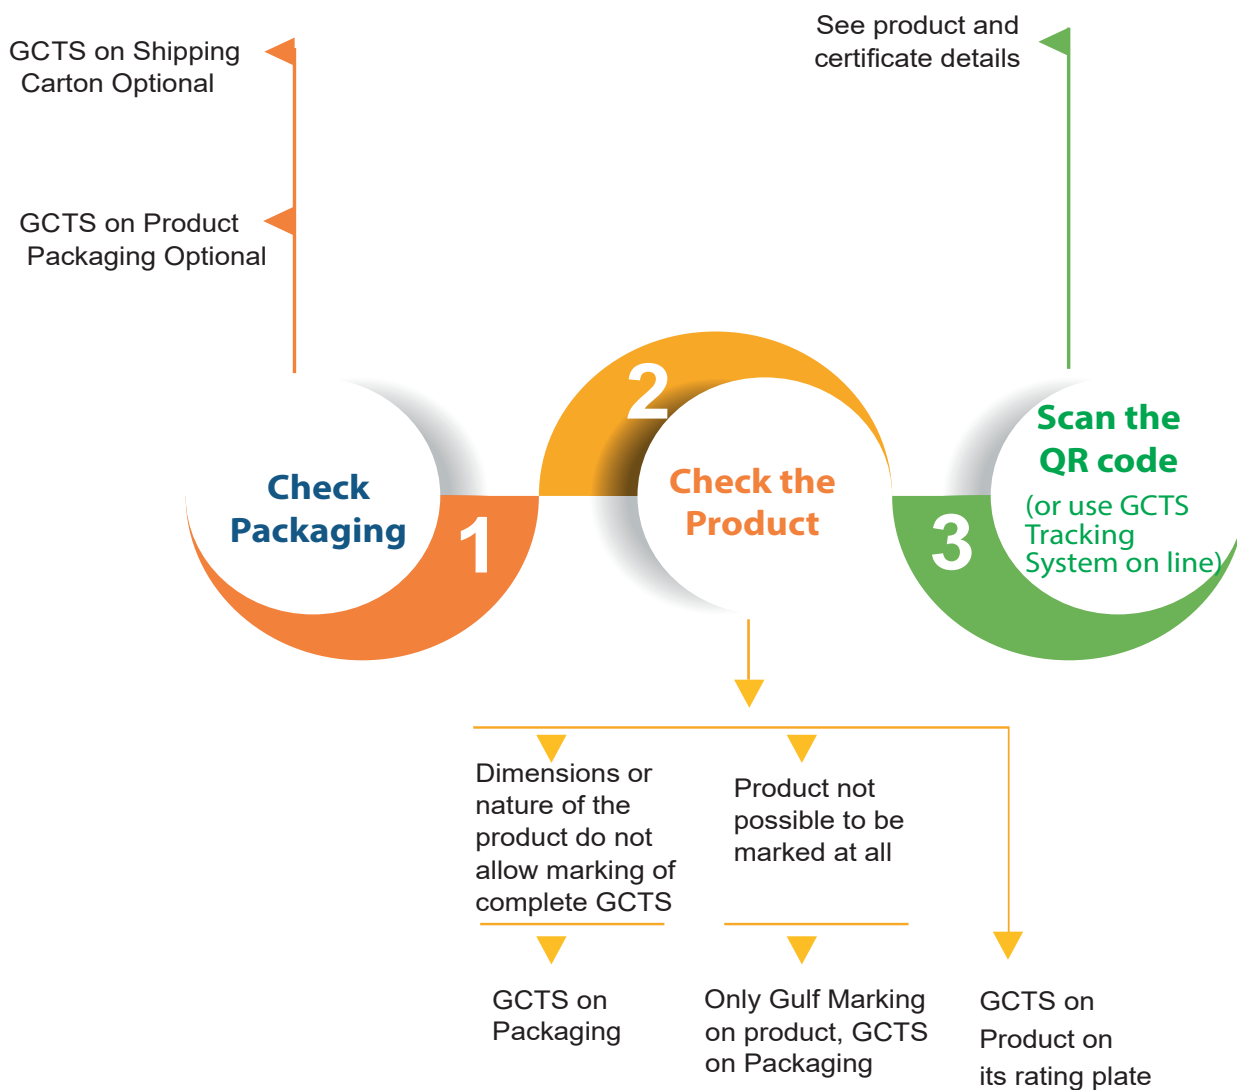 GCTS on Shipping
Carton Optional
GCTS on Product
Packaging Optional
See product and
certificate details
1
Check
Packaging
2
Check the
Product
3
Scan the
QR code
(or use GCTS
Tracking
System on line)
Dimensions or
nature of the
product do not
allow marking of
complete GCTS
GCTS on
Packaging
Product not
possible to be
marked at all
Only Gulf Marking
on product, GCTS
on Packaging
GCTS on
Product on
its rating plate